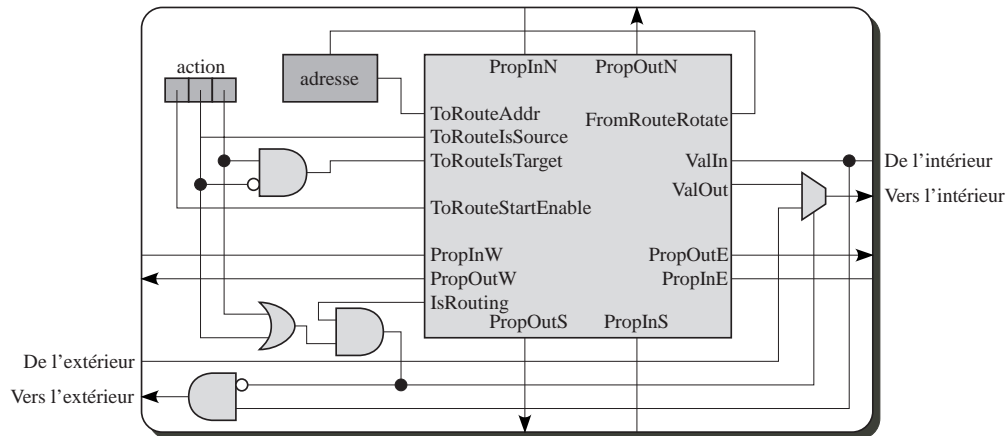 PropInN PropOutN
action
adresse
ToRouteAddr
FromRouteRotate
ToRouteIsSource
ToRouteIsTarget
ValIn
De l'intérieur
ValOut
Vers l'intérieur
ToRouteStartEnable
PropInW
PropOutE
PropOutW
PropInE
IsRouting
PropOutS PropInS
De l'extérieur
Vers l'extérieur